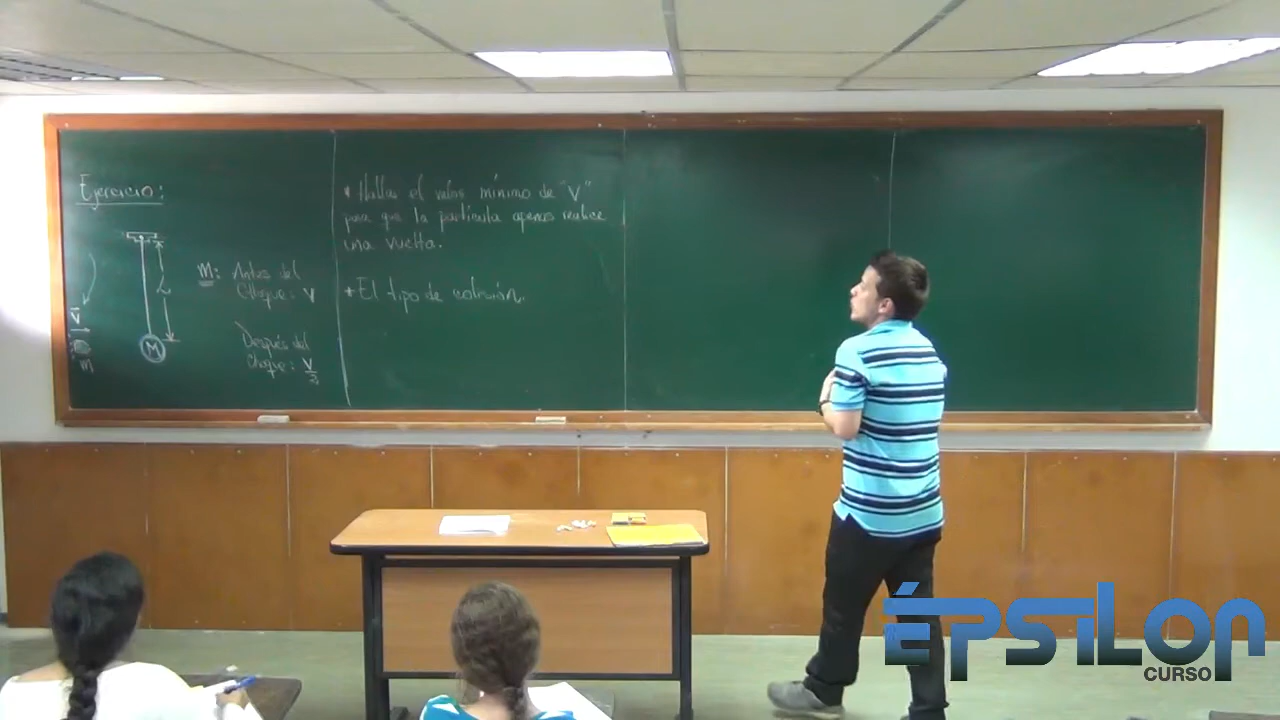 Ejercicio:
L
M
V
m
M: Antes del
Choque: V
Después del
Choque: V/2
* Hallar el valor mínimo de "V"
para que la partícula apenas realice
una vuelta.
* El tipo de colisión.
ÉPSILON
CURSO